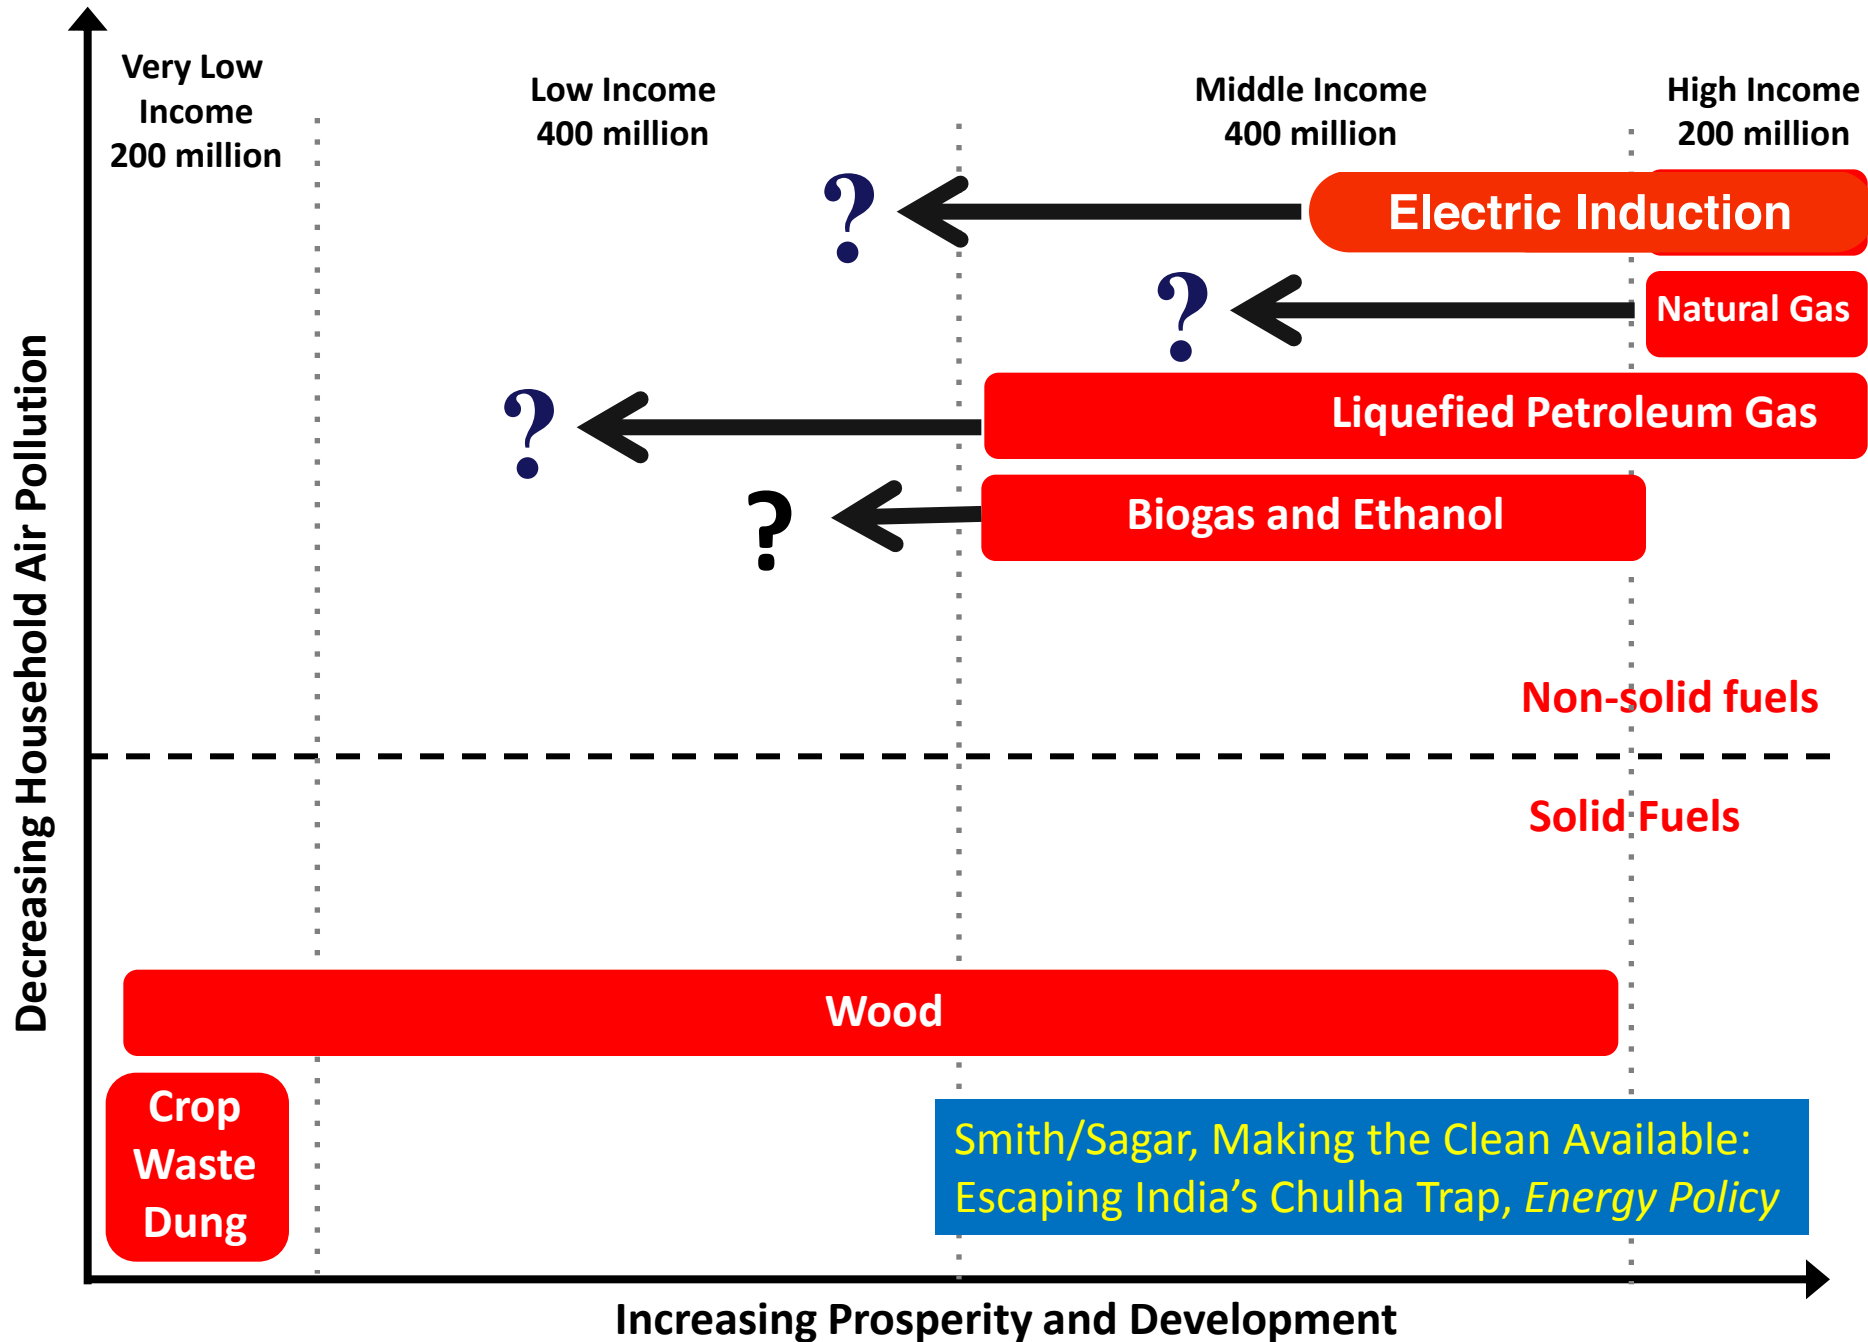 Very Low
Income
200 million
Low Income
400 million
Middle Income
400 million
High Income
200 million
? Electric Induction
? Natural Gas
? Liquefied Petroleum Gas
? Biogas and Ethanol
Non-solid fuels
Solid Fuels
Wood
Crop
Waste
Dung
Smith/Sagar, Making the Clean Available:
Escaping India’s Chulha Trap, Energy Policy
Decreasing Household Air Pollution
Increasing Prosperity and Development